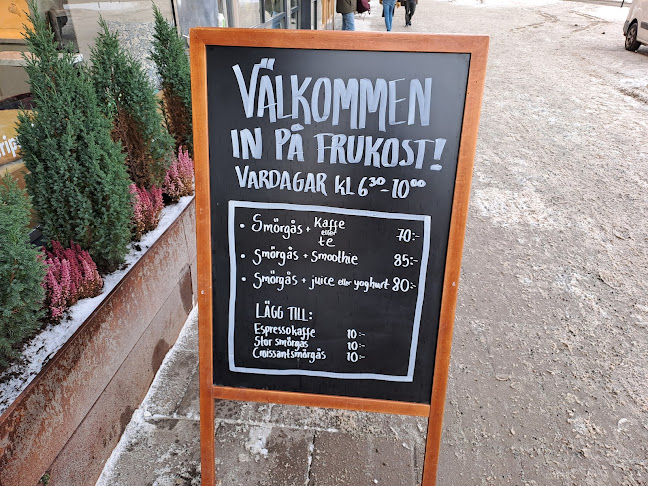 VÄLKOMMEN
IN PÅ FRUKOST!
VARDAGAR KL 6³⁰-10⁰⁰
• Smörgås + Kaffe eller te 70:-
• Smörgås + Smoothie 85:-
• Smörgås + juice eller yoghurt 80:-
LÄGG TILL:
Espressokaffe 10:-
Stor smörgås 10:-
Croissantsmörgås 10:-